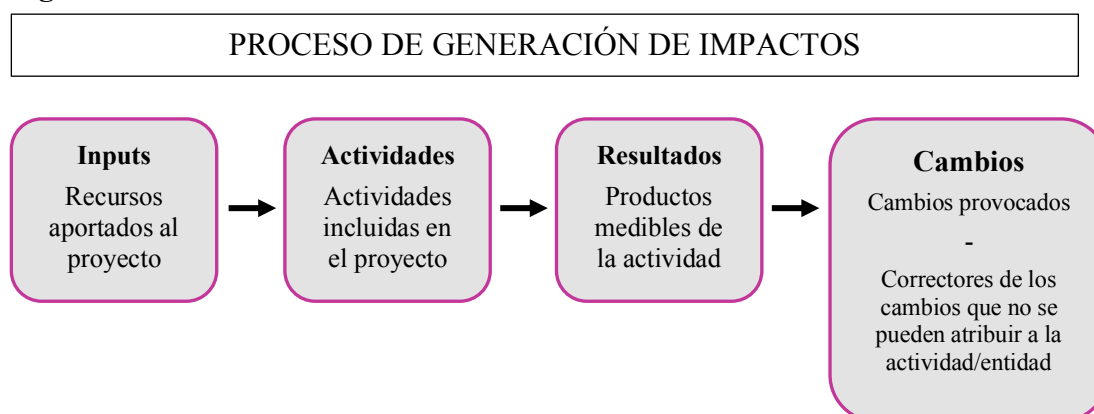 PROCESO DE GENERACIÓN DE IMPACTOS
Inputs
Recursos
aportados al
proyecto
Actividades
Actividades
incluidas en
el proyecto
Resultados
Productos
medibles de
la actividad
Cambios
Cambios provocados
-
Correctores de los
cambios que no se
pueden atribuir a la
actividad/entidad